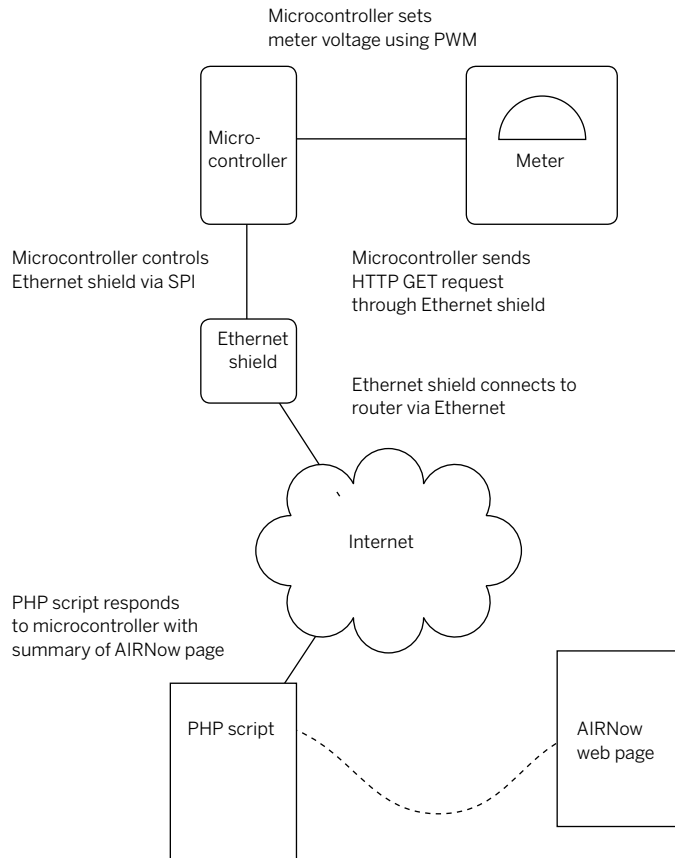 Microcontroller sets
meter voltage using PWM
Micro-
controller
Meter
Microcontroller controls
Ethernet shield via SPI
Microcontroller sends
HTTP GET request
through Ethernet shield
Ethernet
shield
Ethernet shield connects to
router via Ethernet
Internet
PHP script responds
to microcontroller with
summary of AIRNow page
PHP script
AIRNow
web page